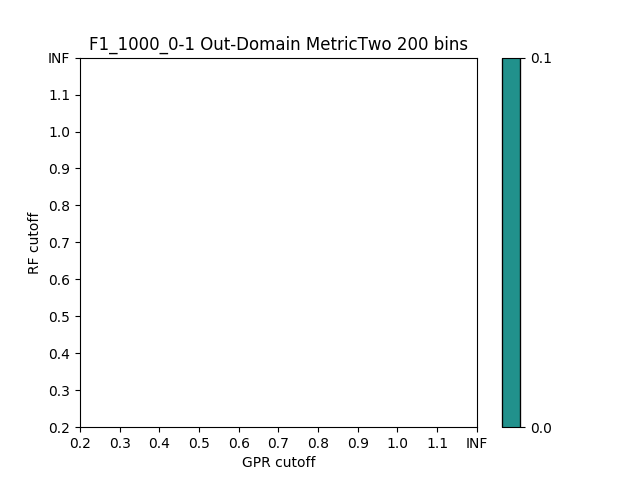 F1_1000_0-1 Out-Domain MetricTwo 200 bins
INF
1.1
1.0
0.9
0.8
0.7
0.6
0.5
0.4
0.3
0.2
RF cutoff
0.2 0.3 0.4 0.5 0.6 0.7 0.8 0.9 1.0 1.1 INF
GPR cutoff
0.1
0.0